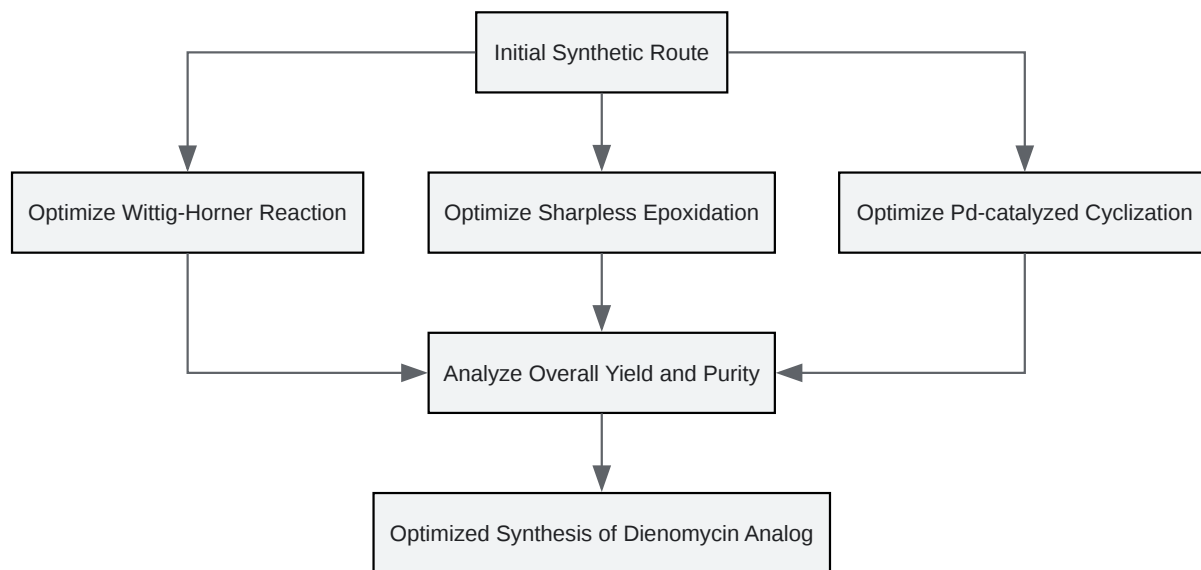 Initial Synthetic Route
Optimize Wittig-Horner Reaction
Optimize Sharpless Epoxidation
Optimize Pd-catalyzed Cyclization
Analyze Overall Yield and Purity
Optimized Synthesis of Dienomycin Analog